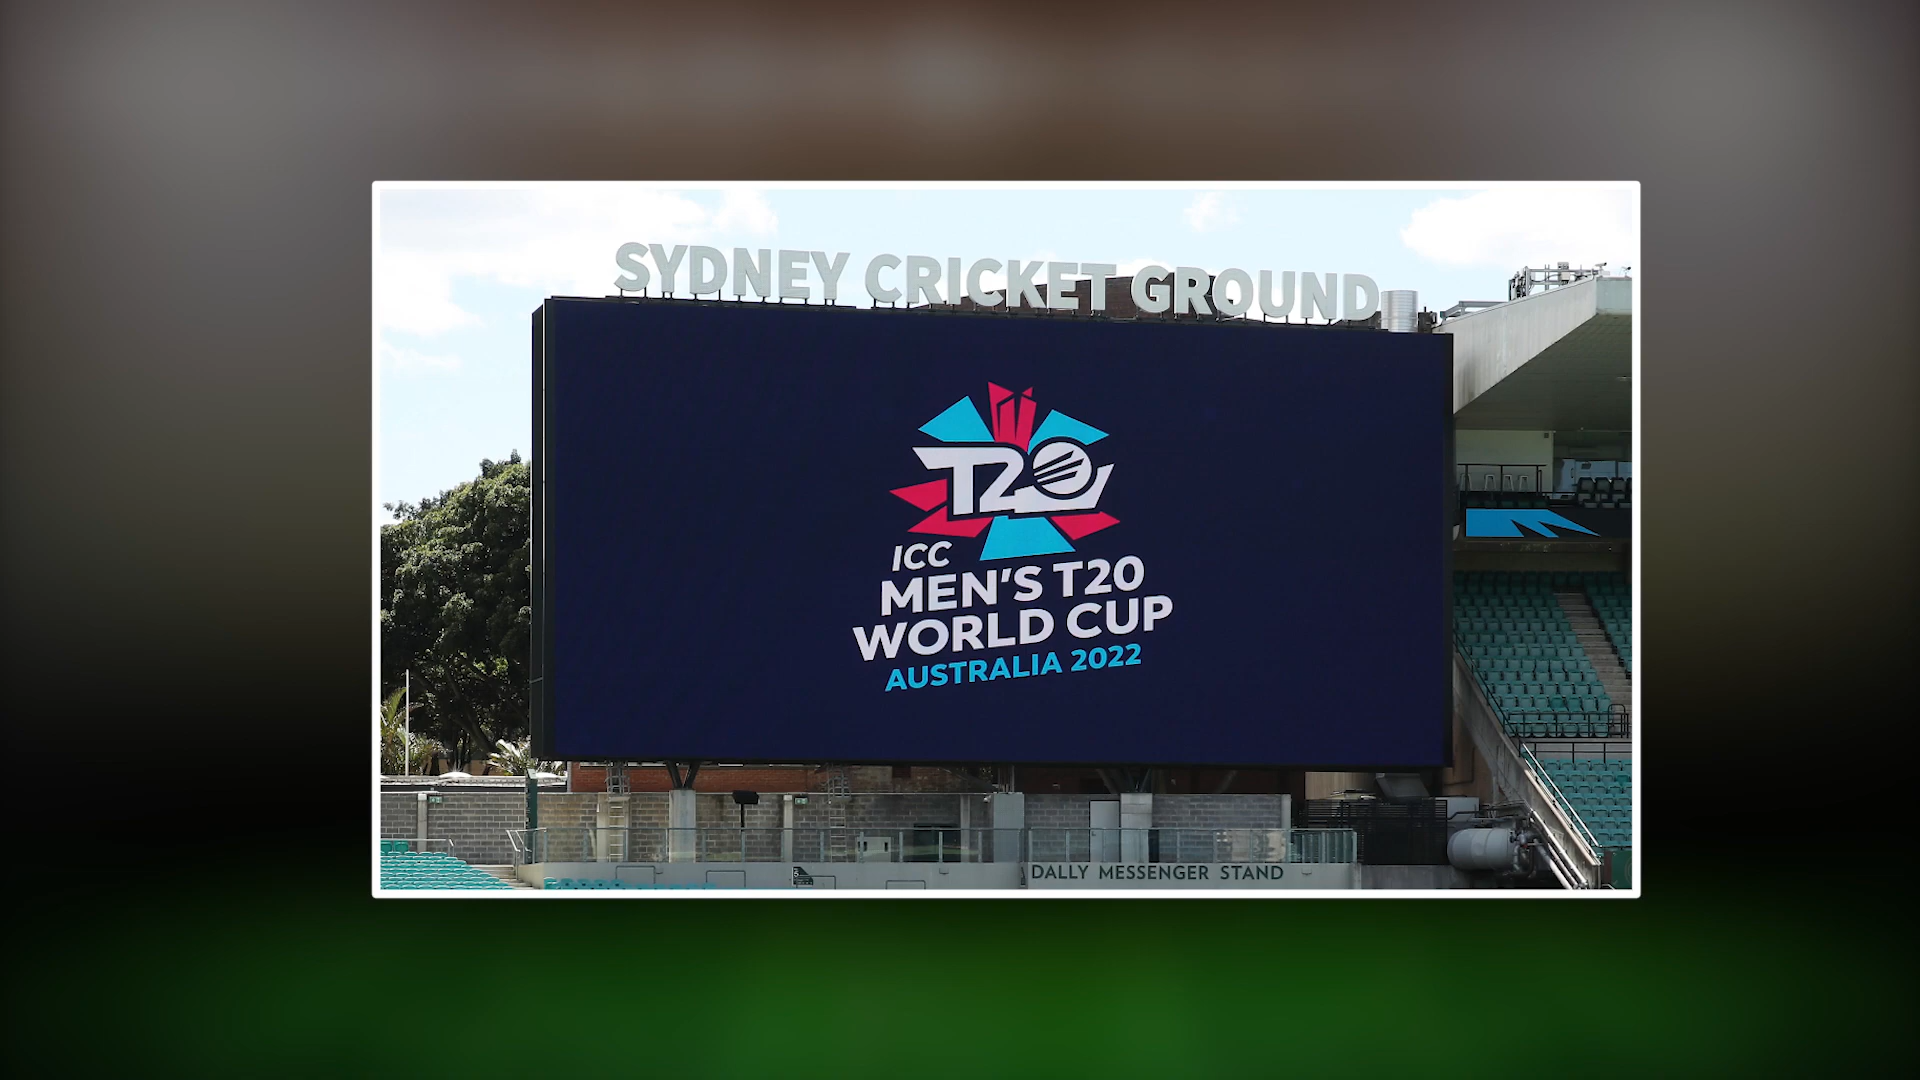 SYDNEY CRICKET GROUND
T20
ICC
MEN'S T20
WORLD CUP
AUSTRALIA 2022
DALLY MESSENGER STAND